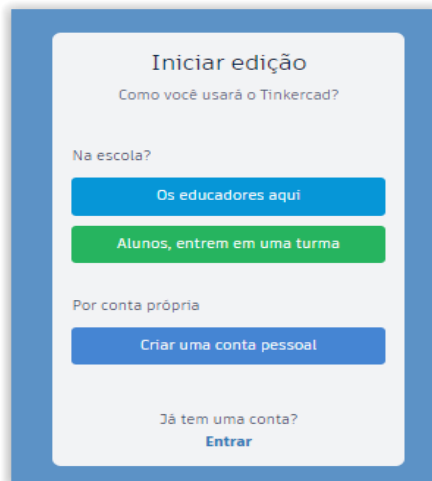 Iniciar edição
Como você usará o Tinkercad?
Na escola?
Os educadores aqui
Alunos, entrem em uma turma
Por conta própria
Criar uma conta pessoal
Já tem uma conta?
Entrar